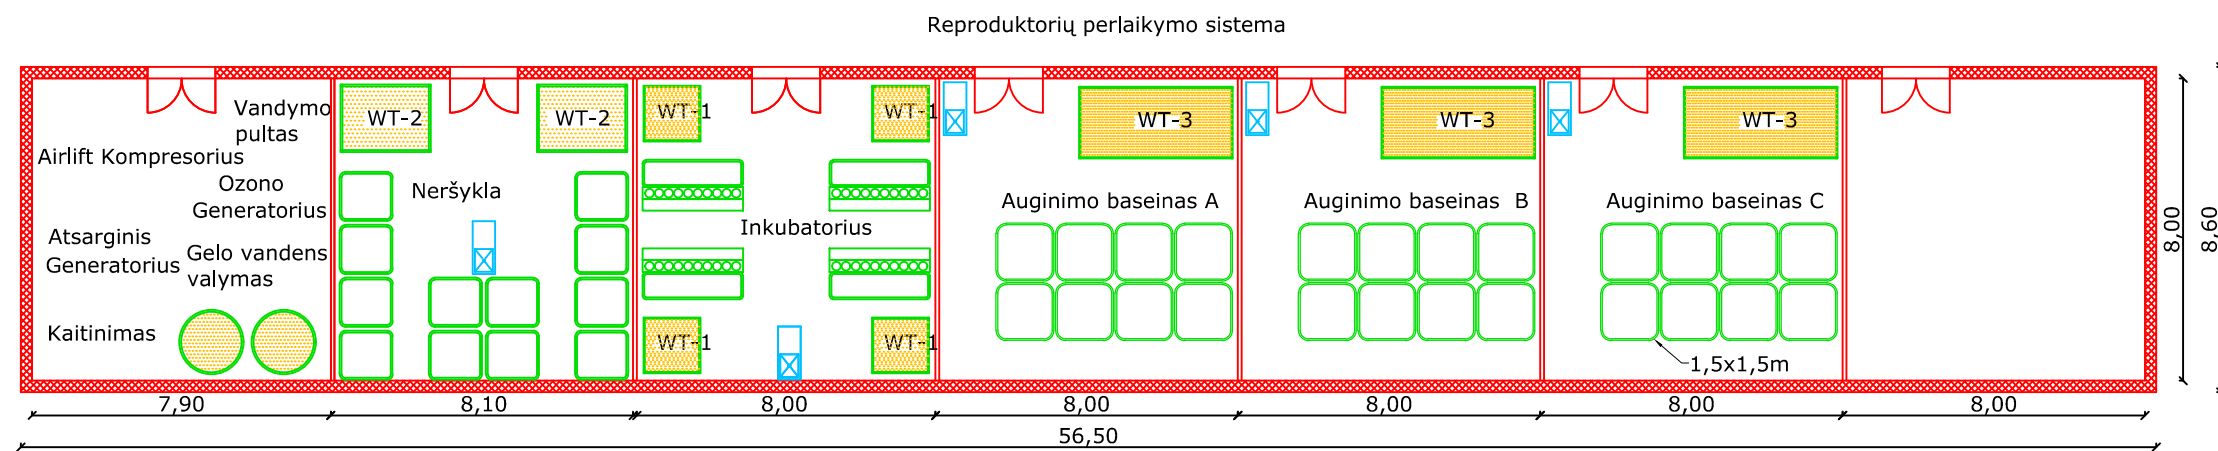 Reproduktorių perlaikymo sistema
Vandymo
pultas
Airlift Kompresorius
Ozono
Generatorius
Atsarginis
Generatorius
Gelo vandens
valymas
Kaitinimas
WT-2
WT-2
Neršykla
WT-1
WT-1
Inkubatorius
WT-1
WT-1
WT-3
Auginimo baseinas A
WT-3
Auginimo baseinas B
WT-3
Auginimo baseinas C
1,5x1,5m
8,00
8,60
7,90
8,10
8,00
8,00
8,00
8,00
8,00
56,50